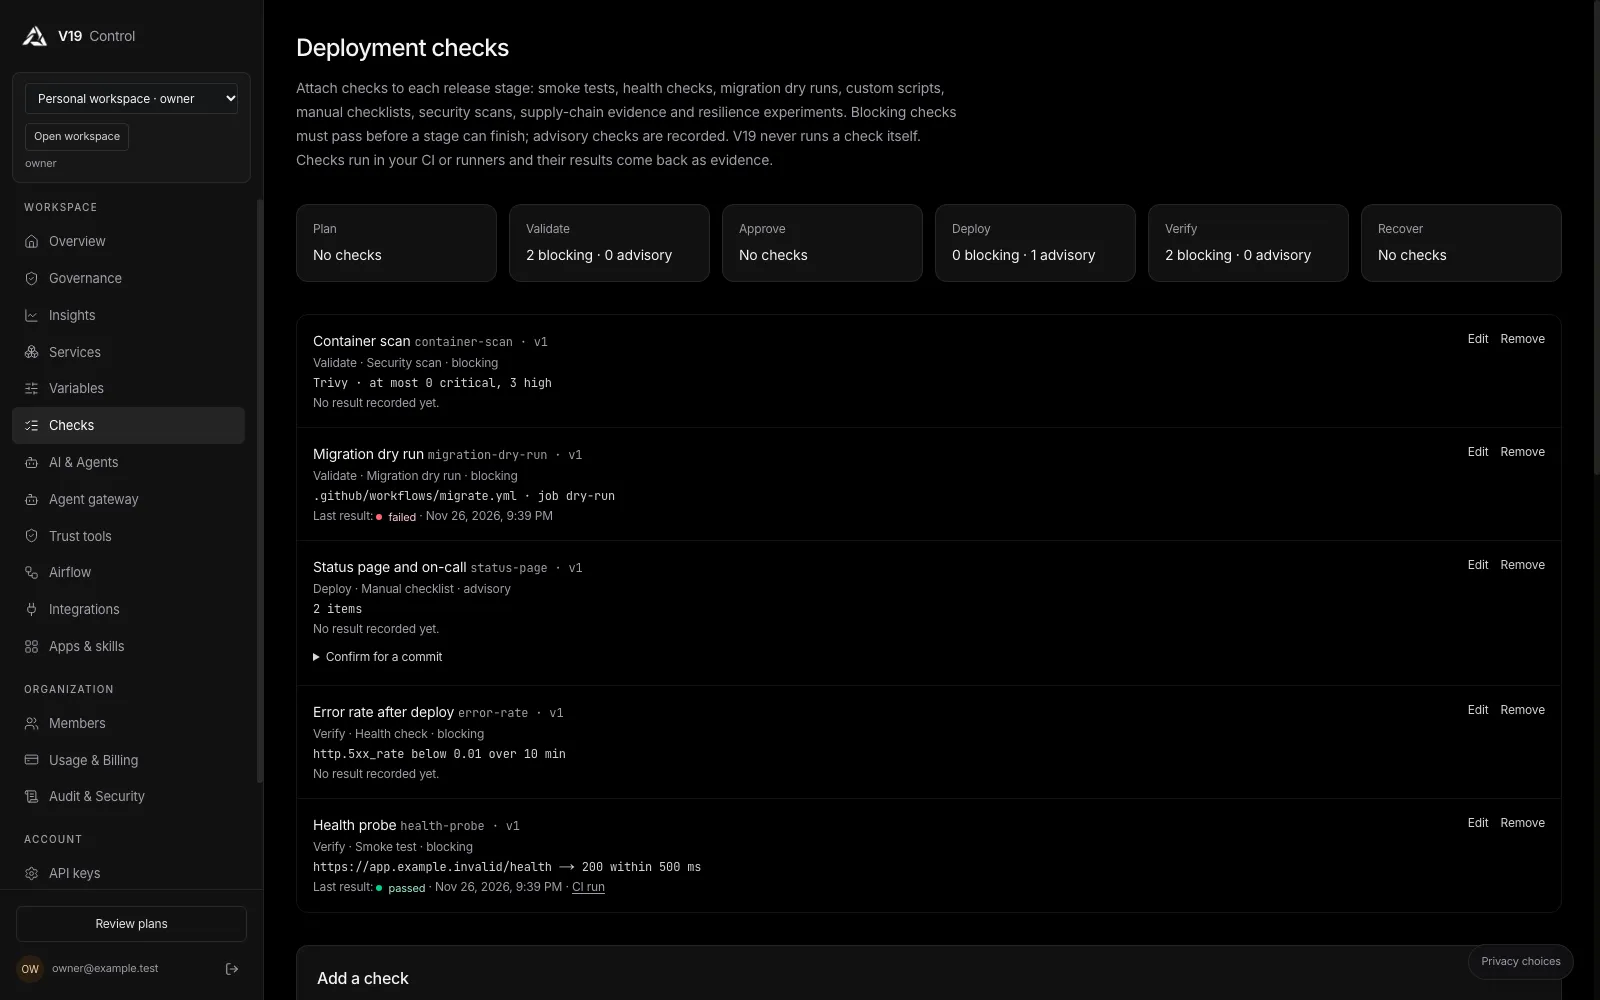 V19 Control
Personal workspace · owner
Open workspace
owner
WORKSPACE
Overview
Governance
Insights
Services
Variables
Checks
AI & Agents
Agent gateway
Trust tools
Airflow
Integrations
Apps & skills
ORGANIZATION
Members
Usage & Billing
Audit & Security
ACCOUNT
API keys
Review plans
OW owner@example.test
Deployment checks
Attach checks to each release stage: smoke tests, health checks, migration dry runs, custom scripts,
manual checklists, security scans, supply-chain evidence and resilience experiments. Blocking checks
must pass before a stage can finish; advisory checks are recorded. V19 never runs a check itself.
Checks run in your CI or runners and their results come back as evidence.
Plan
No checks
Validate
2 blocking · 0 advisory
Approve
No checks
Deploy
0 blocking · 1 advisory
Verify
2 blocking · 0 advisory
Recover
No checks
Container scan container-scan · v1
Edit Remove
Validate · Security scan · blocking
Trivy · at most 0 critical, 3 high
No result recorded yet.
Migration dry run migration-dry-run · v1
Edit Remove
Validate · Migration dry run · blocking
.github/workflows/migrate.yml · job dry-run
Last result: failed · Nov 26, 2026, 9:39 PM
Status page and on-call status-page · v1
Edit Remove
Deploy · Manual checklist · advisory
2 items
No result recorded yet.
Confirm for a commit
Error rate after deploy error-rate · v1
Edit Remove
Verify · Health check · blocking
http.5xx_rate below 0.01 over 10 min
No result recorded yet.
Health probe health-probe · v1
Edit Remove
Verify · Smoke test · blocking
https://app.example.invalid/health ⟶ 200 within 500 ms
Last result: passed · Nov 26, 2026, 9:39 PM · CI run
Add a check
Privacy choices